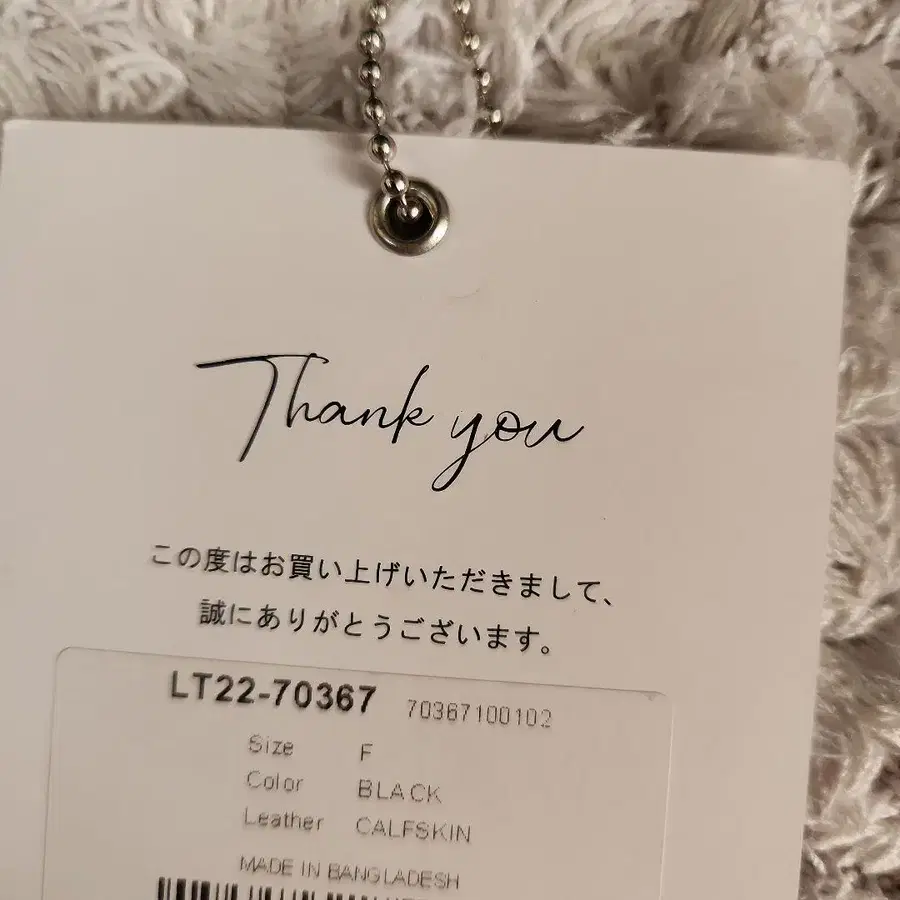 Thank you
この度はお買い上げいただきまして、
誠にありがとうございます。
LT22-70367 70367100102
Size F
Color BLACK
Leather CALFSKIN
MADE IN BANGLADESH